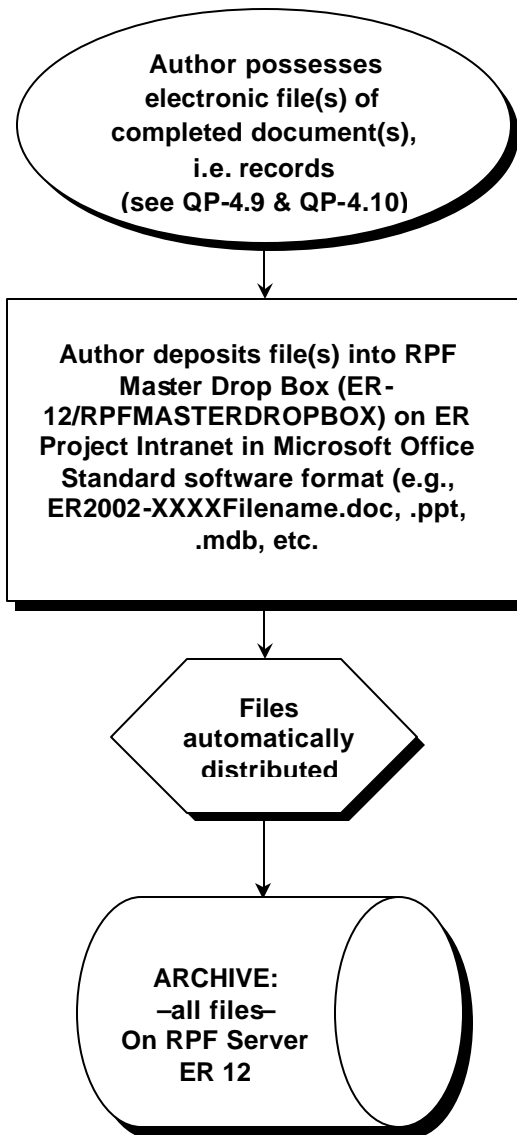 Author possesses
electronic file(s) of
completed document(s),
i.e. records
(see QP-4.9 & QP-4.10)
Author deposits file(s) into RPF
Master Drop Box (ER-
12/RPFMASTERDROPBOX) on ER
Project Intranet in Microsoft Office
Standard software format (e.g.,
ER2002-XXXXFilename.doc, .ppt,
.mdb, etc.
Files
automatically
distributed
ARCHIVE:
–all files–
On RPF Server
ER 12